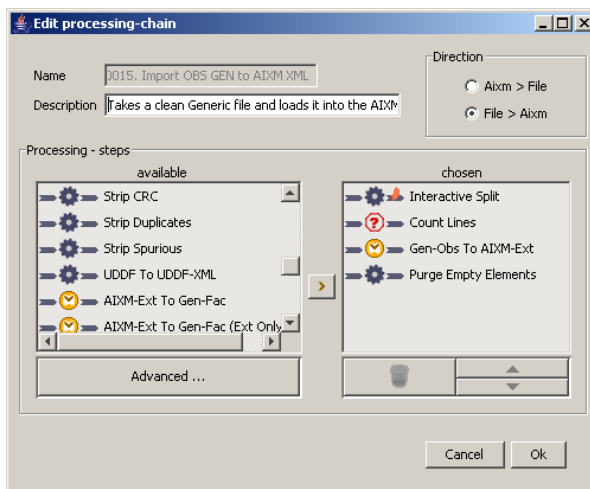 Edit processing-chain
Direction
Name
0015. Import OBS GEN to AIXM XML
Aixm > File
Description
Takes a clean Generic file and loads it into the AIXM
File > Aixm
Processing - steps
available
chosen
Strip CRC
Strip Duplicates
Strip Spurious
UDDF To UDDF-XML
AIXM-Ext To Gen-Fac
AIXM-Ext To Gen-Fac (Ext Only
Interactive Split
Count Lines
Gen-Obs To AIXM-Ext
Purge Empty Elements
>
Advanced ...
Cancel
Ok